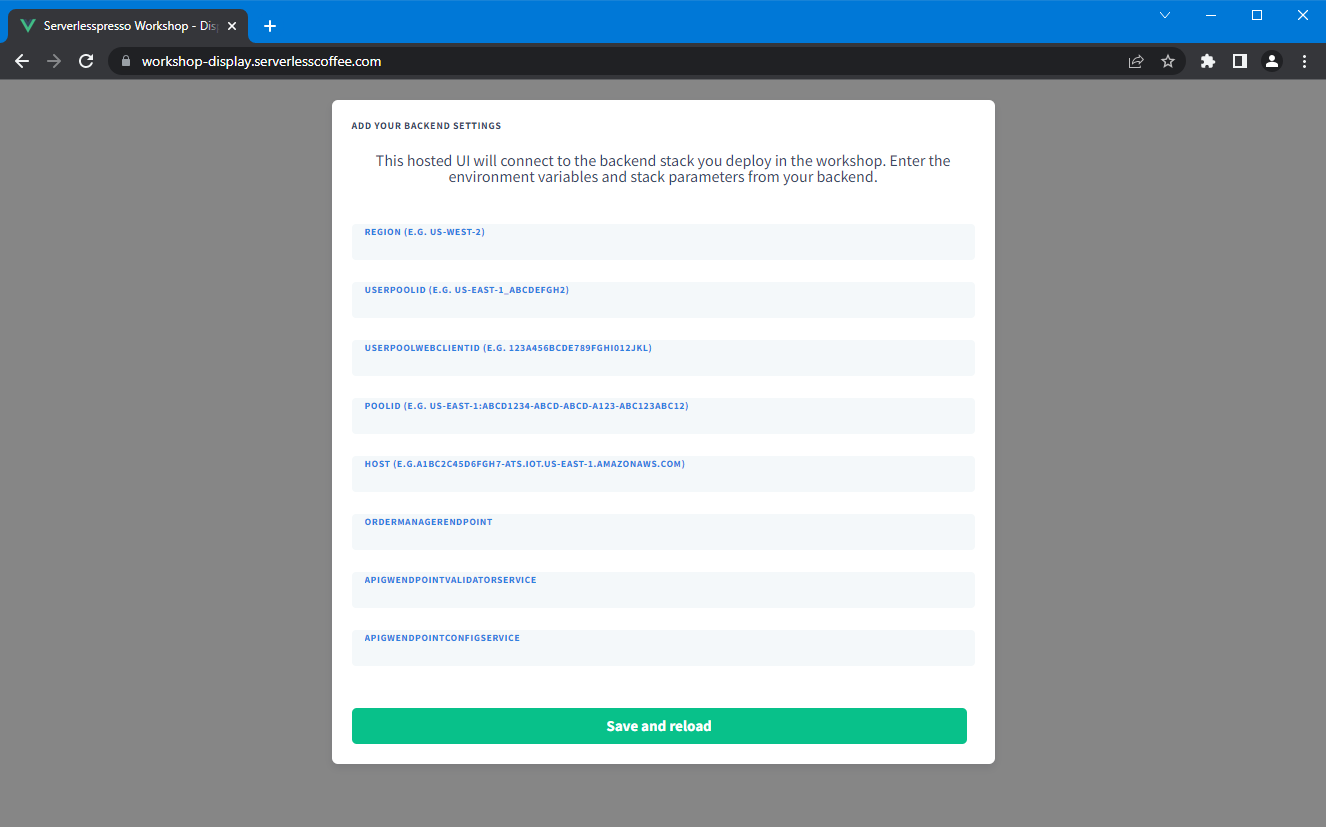 Serverlesspresso Workshop - Disp
workshop-display.serverlesscoffee.com
ADD YOUR BACKEND SETTINGS
This hosted UI will connect to the backend stack you deploy in the workshop. Enter the
environment variables and stack parameters from your backend.
REGION (E.G. US-WEST-2)
USERPOOLID (E.G. US-EAST-1_ABCDEFGH2)
USERPOOLWEBCLIENTID (E.G. 123A456BCDE789FGHI012JKL)
POOLID (E.G. US-EAST-1:ABCD1234-ABCD-ABCD-A123-ABC123ABC12)
HOST (E.G.A1BC2C45D6FGH7-ATS.IOT.US-EAST-1.AMAZONAWS.COM)
ORDERMANAGERENDPOINT
APIGWENDPOINTVALIDATORSERVICE
APIGWENDPOINTCONFIGSERVICE
Save and reload